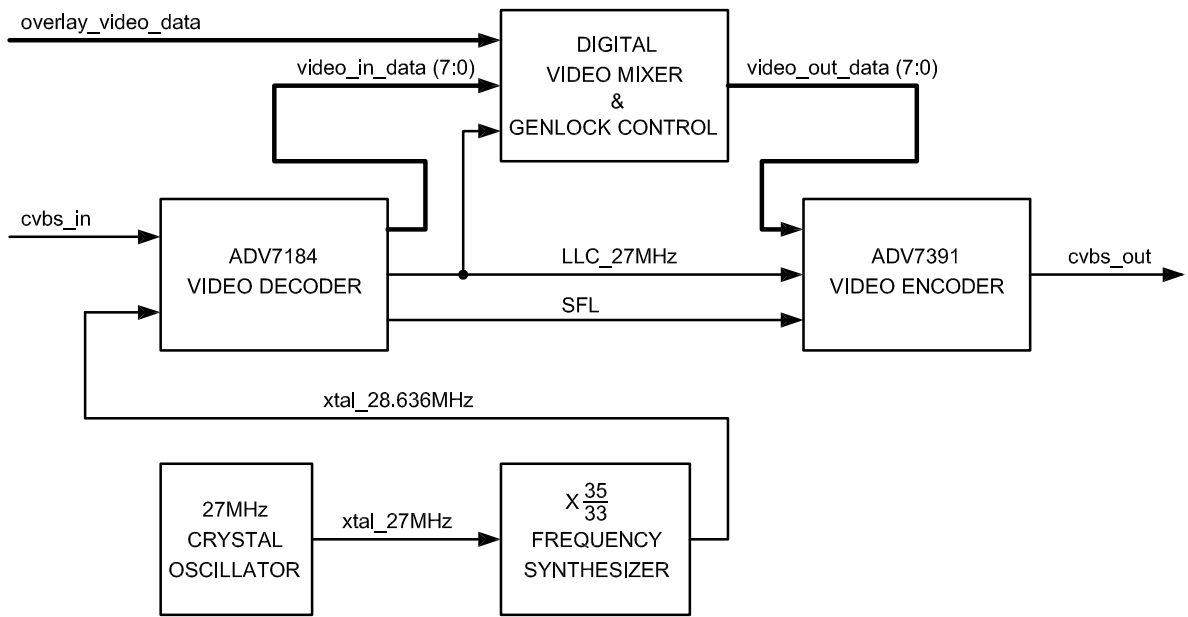 overlay_video_data
DIGITAL
VIDEO MIXER
&
GENLOCK CONTROL
video_in_data (7:0)
video_out_data (7:0)
cvbs_in
ADV7184
VIDEO DECODER
LLC_27MHz
SFL
ADV7391
VIDEO ENCODER
cvbs_out
xtal_28.636MHz
27MHz
CRYSTAL
OSCILLATOR
xtal_27MHz
X 35/33
FREQUENCY
SYNTHESIZER